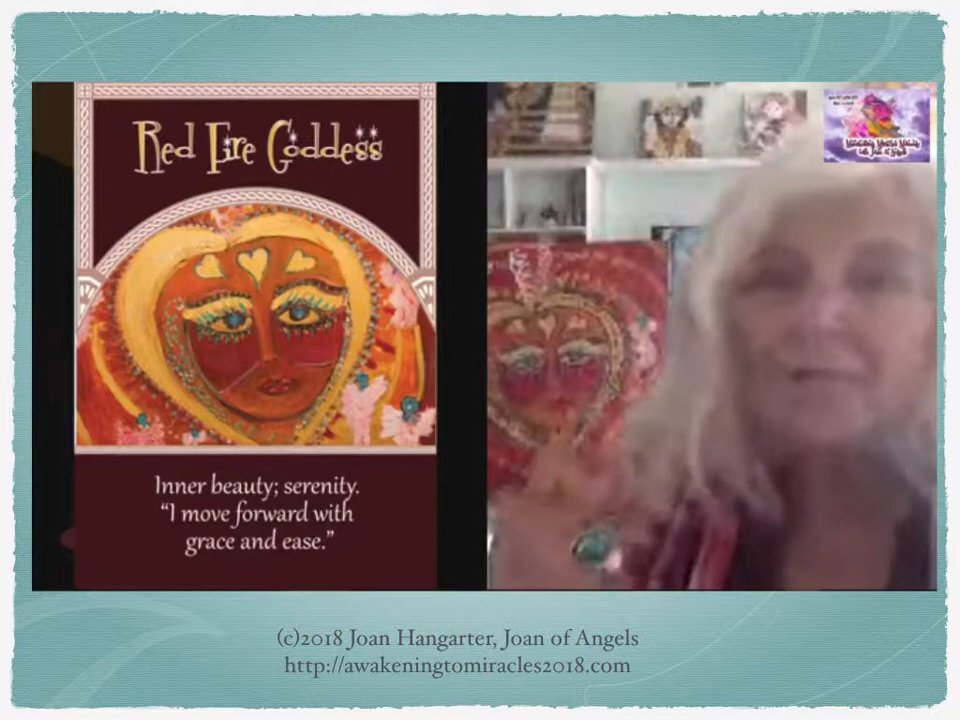 Red Fire Goddess
Inner beauty; serenity.
“I move forward with
grace and ease.”
(c)2018 Joan Hangarter, Joan of Angels
http://awakeningtomiracles2018.com